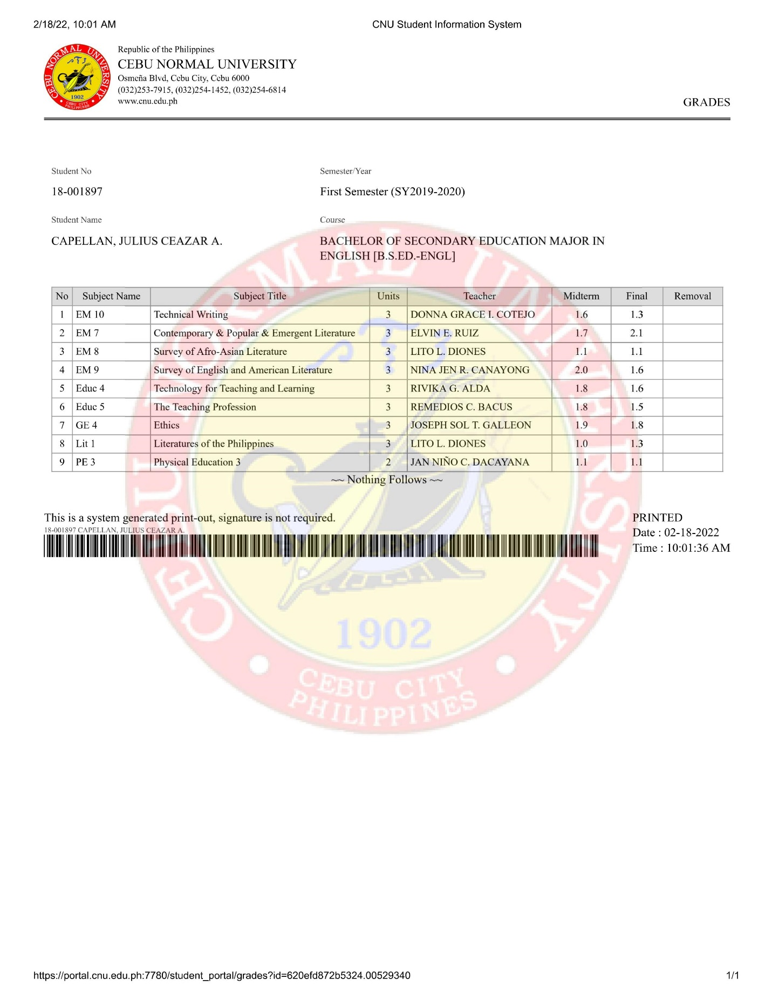 2/18/22, 10:01 AM CNU Student Information System
CEBU NORMAL UNIVERSITY
1902
CEBU CITY
PHILIPPINES
Republic of the Philippines
CEBU NORMAL UNIVERSITY
Osmeña Blvd, Cebu City, Cebu 6000
(032)253-7915, (032)254-1452, (032)254-6814
www.cnu.edu.ph
GRADES
Student No Semester/Year
18-001897 First Semester (SY2019-2020)
Student Name Course
CAPELLAN, JULIUS CEAZAR A. BACHELOR OF SECONDARY EDUCATION MAJOR IN
ENGLISH [B.S.ED.-ENGL]
No Subject Name Subject Title Units Teacher Midterm Final Removal
1 EM 10 Technical Writing 3 DONNA GRACE I. COTEJO 1.6 1.3
2 EM 7 Contemporary & Popular & Emergent Literature 3 ELVIN E. RUIZ 1.7 2.1
3 EM 8 Survey of Afro-Asian Literature 3 LITO L. DIONES 1.1 1.1
4 EM 9 Survey of English and American Literature 3 NINA JEN R. CANAYONG 2.0 1.6
5 Educ 4 Technology for Teaching and Learning 3 RIVIKA G. ALDA 1.8 1.6
6 Educ 5 The Teaching Profession 3 REMEDIOS C. BACUS 1.8 1.5
7 GE 4 Ethics 3 JOSEPH SOL T. GALLEON 1.9 1.8
8 Lit 1 Literatures of the Philippines 3 LITO L. DIONES 1.0 1.3
9 PE 3 Physical Education 3 2 JAN NIÑO C. DACAYANA 1.1 1.1
~~ Nothing Follows ~~
This is a system generated print-out, signature is not required.
18-001897 CAPELLAN, JULIUS CEAZAR A.
PRINTED
Date : 02-18-2022
Time : 10:01:36 AM
CEBU NORMAL UNIVERSITY
1902
CEBU CITY
PHILIPPINES
https://portal.cnu.edu.ph:7780/student_portal/grades?id=620efd872b5324.00529340 1/1